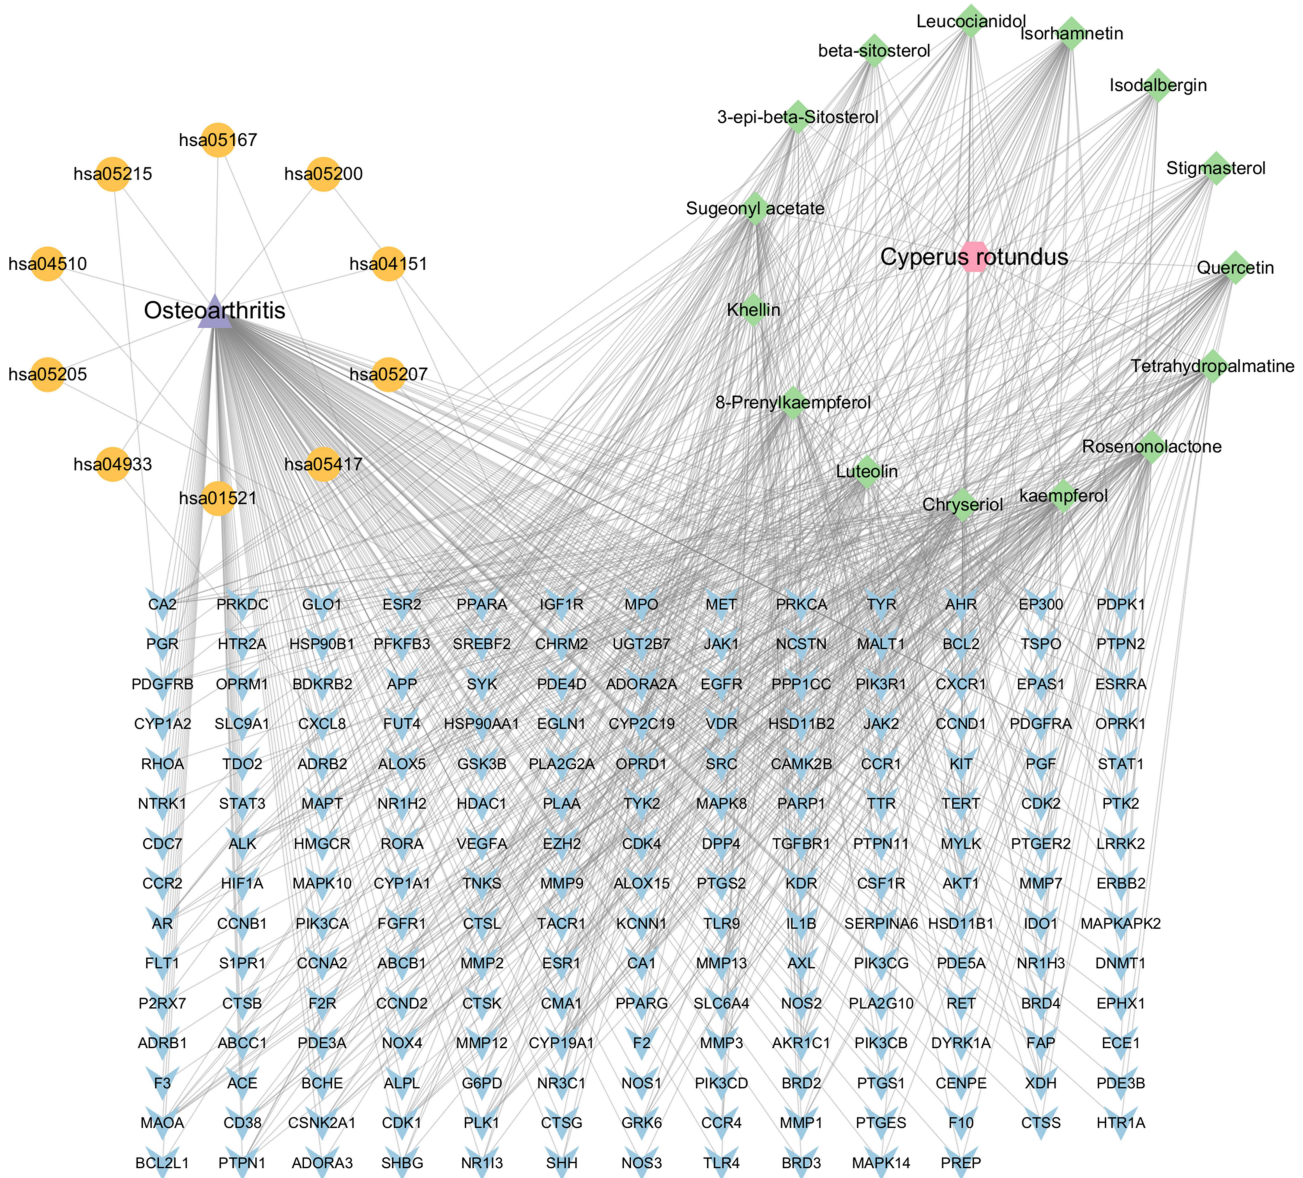 Leucocianidol
Isorhamnetin
beta-sitosterol
Isodalbergin
3-epi-beta-Sitosterol
hsa05167
hsa05215
hsa05200
Stigmasterol
Sugeonyl acetate
Cyperus rotundus
hsa04510
hsa04151
Quercetin
Osteoarthritis
Khellin
Tetrahydropalmatine
hsa05205
hsa05207
8-Prenylkaempferol
Rosenonolactone
hsa04933
hsa05417
Luteolin
hsa01521
Chryseriol
kaempferol
CA2 PRKDC GLO1 ESR2 PPARA IGF1R MPO MET PRKCA TYR AHR EP300 PDPK1
PGR HTR2A HSP90B1 PFKFB3 SREBF2 CHRM2 UGT2B7 JAK1 NCSTN MALT1 BCL2 TSPO PTPN2
PDGFRB OPRM1 BDKRB2 APP SYK PDE4D ADORA2A EGFR PPP1CC PIK3R1 CXCR1 EPAS1 ESRRA
CYP1A2 SLC9A1 CXCL8 FUT4 HSP90AA1 EGLN1 CYP2C19 VDR HSD11B2 JAK2 CCND1 PDGFRA OPRK1
RHOA TDO2 ADRB2 ALOX5 GSK3B PLA2G2A OPRD1 SRC CAMK2B CCR1 KIT PGF STAT1
NTRK1 STAT3 MAPT NR1H2 HDAC1 PLAA TYK2 MAPK8 PARP1 TTR TERT CDK2 PTK2
CDC7 ALK HMGCR RORA VEGFA EZH2 CDK4 DPP4 TGFBR1 PTPN11 MYLK PTGER2 LRRK2
CCR2 HIF1A MAPK10 CYP1A1 TNKS MMP9 ALOX15 PTGS2 KDR CSF1R AKT1 MMP7 ERBB2
AR CCNB1 PIK3CA FGFR1 CTSL TACR1 KCNN1 TLR9 IL1B SERPINA6 HSD11B1 IDO1 MAPKAPK2
FLT1 S1PR1 CCNA2 ABCB1 MMP2 ESR1 CA1 MMP13 AXL PIK3CG PDE5A NR1H3 DNMT1
P2RX7 CTSB F2R CCND2 CTSK CMA1 PPARG SLC6A4 NOS2 PLA2G10 RET BRD4 EPHX1
ADRB1 ABCC1 PDE3A NOX4 MMP12 CYP19A1 F2 MMP3 AKR1C1 PIK3CB DYRK1A FAP ECE1
F3 ACE BCHE ALPL G6PD NR3C1 NOS1 PIK3CD BRD2 PTGS1 CENPE XDH PDE3B
MAOA CD38 CSNK2A1 CDK1 PLK1 CTSG GRK6 CCR4 MMP1 PTGES F10 CTSS HTR1A
BCL2L1 PTPN1 ADORA3 SHBG NR1I3 SHH NOS3 TLR4 BRD3 MAPK14 PREP